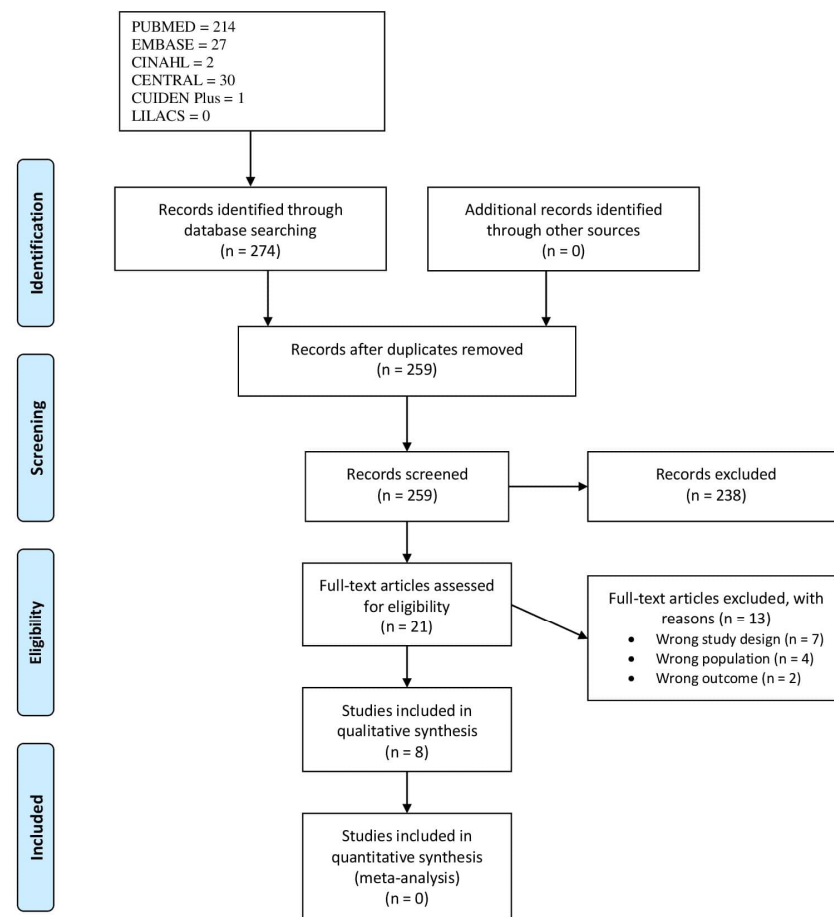 PUBMED = 214
EMBASE = 27
CINAHL = 2
CENTRAL = 30
CUIDEN Plus = 1
LILACS = 0
Identification
Records identified through
database searching
(n = 274)
Additional records identified
through other sources
(n = 0)
Records after duplicates removed
(n = 259)
Screening
Records screened
(n = 259)
Records excluded
(n = 238)
Eligibility
Full-text articles assessed
for eligibility
(n = 21)
Full-text articles excluded, with
reasons (n = 13)
• Wrong study design (n = 7)
• Wrong population (n = 4)
• Wrong outcome (n = 2)
Studies included in
qualitative synthesis
(n = 8)
Included
Studies included in
quantitative synthesis
(meta-analysis)
(n = 0)